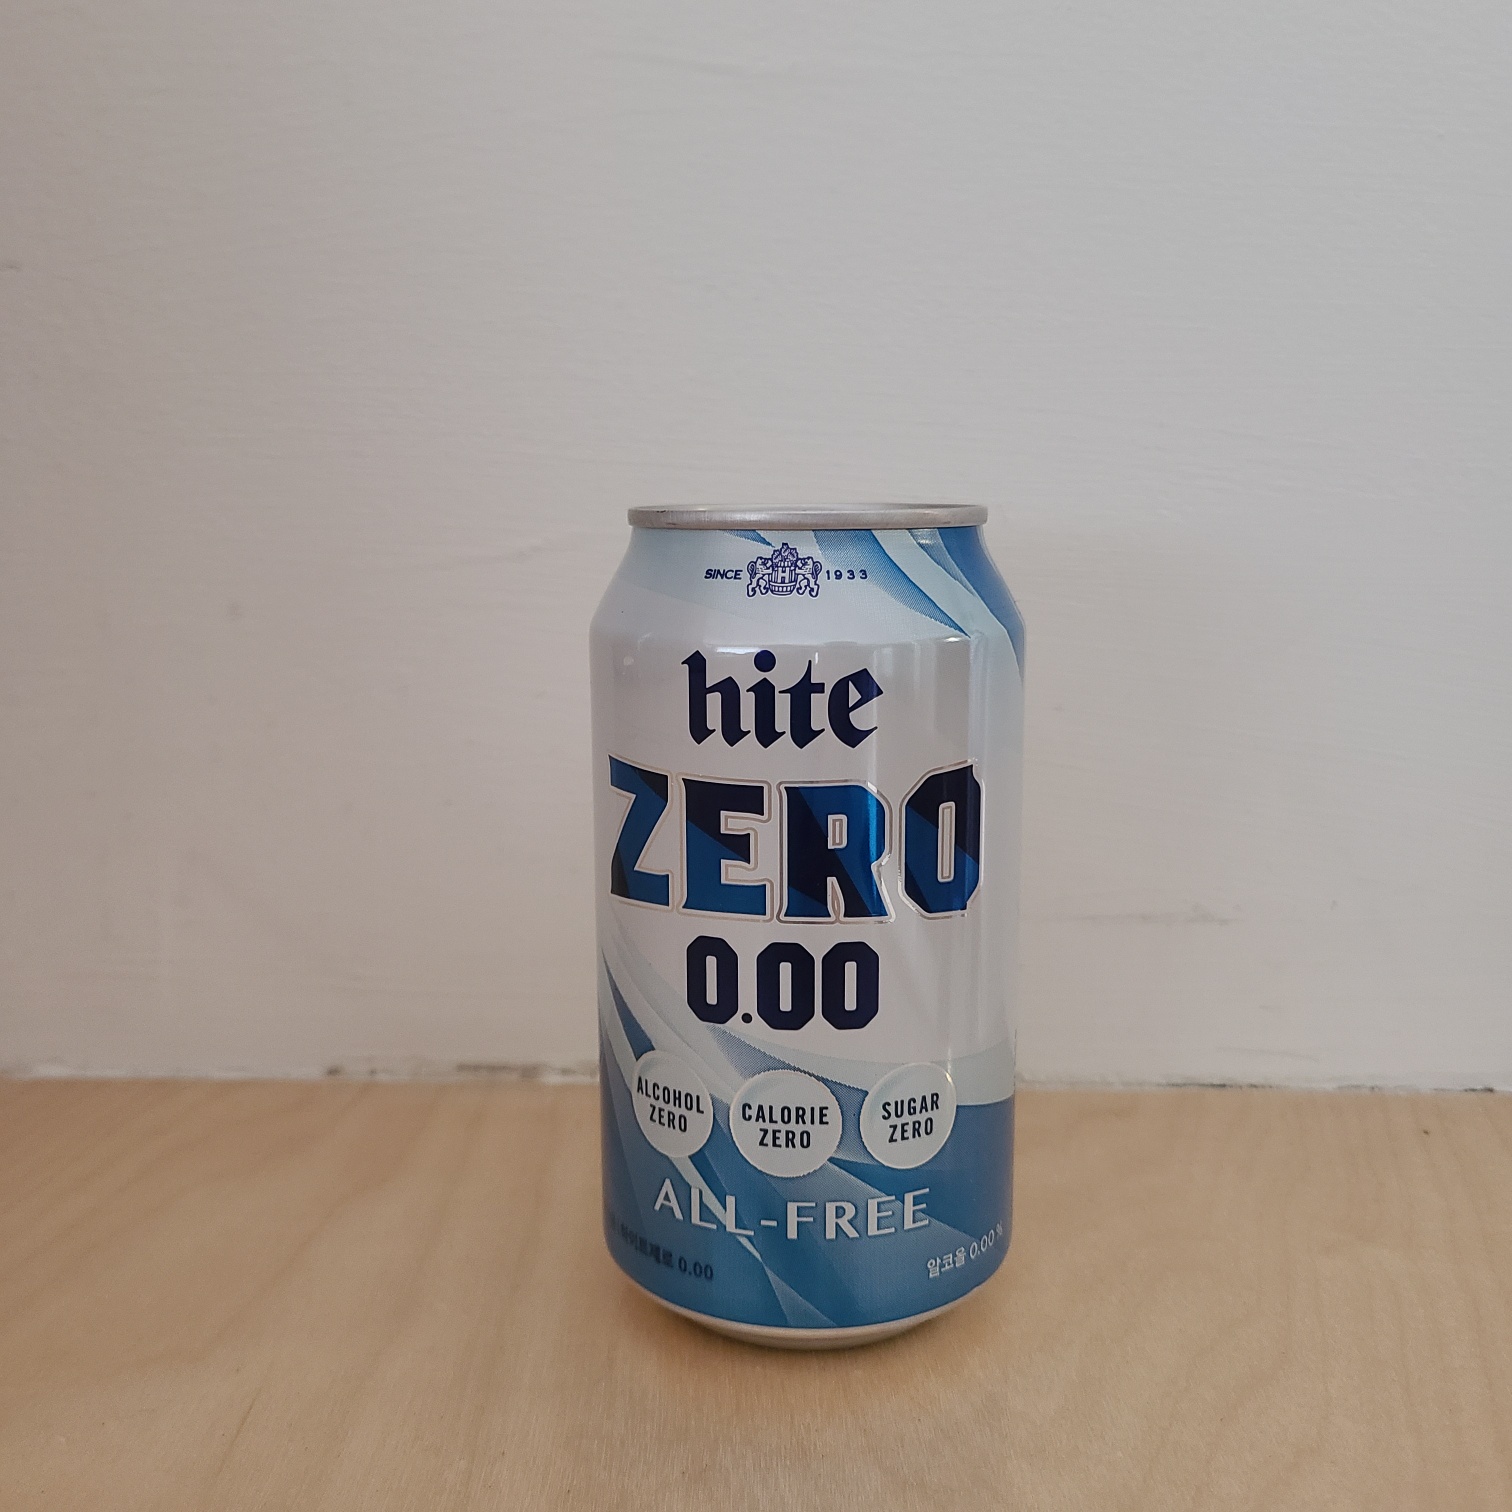 SINCE 1933
H
hite
ZERO
0.00
ALCOHOL
ZERO
CALORIE
ZERO
SUGAR
ZERO
ALL-FREE
하이트제로 0.00
알코올 0.00%